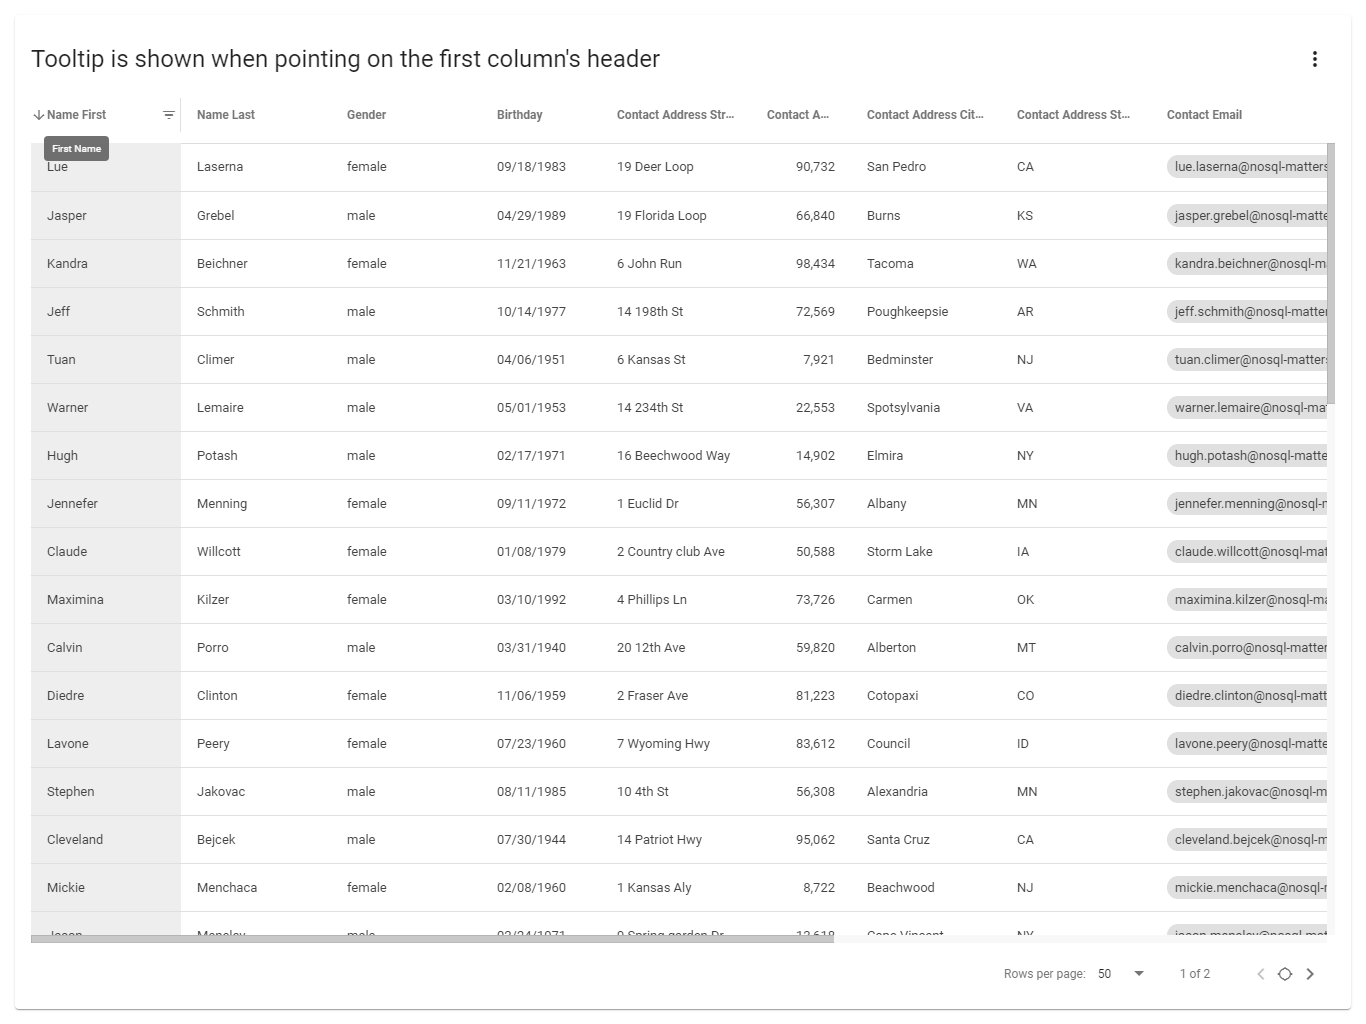 Tooltip is shown when pointing on the first column's header
Name First Name Last Gender Birthday Contact Address Str... Contact A... Contact Address Cit... Contact Address St... Contact Email
First Name
Lue Laserna female 09/18/1983 19 Deer Loop 90,732 San Pedro CA lue.laserna@nosql-matters
Jasper Grebel male 04/29/1989 19 Florida Loop 66,840 Burns KS jasper.grebel@nosql-matte
Kandra Beichner female 11/21/1963 6 John Run 98,434 Tacoma WA kandra.beichner@nosql-m
Jeff Schmith male 10/14/1977 14 198th St 72,569 Poughkeepsie AR jeff.schmith@nosql-matter
Tuan Climer male 04/06/1951 6 Kansas St 7,921 Bedminster NJ tuan.climer@nosql-matters
Warner Lemaire male 05/01/1953 14 234th St 22,553 Spotsylvania VA warner.lemaire@nosql-mat
Hugh Potash male 02/17/1971 16 Beechwood Way 14,902 Elmira NY hugh.potash@nosql-matte
Jennefer Menning female 09/11/1972 1 Euclid Dr 56,307 Albany MN jennefer.menning@nosql-r
Claude Willcott female 01/08/1979 2 Country club Ave 50,588 Storm Lake IA claude.willcott@nosql-mat
Maximina Kilzer female 03/10/1992 4 Phillips Ln 73,726 Carmen OK maximina.kilzer@nosql-ma
Calvin Porro male 03/31/1940 20 12th Ave 59,820 Alberton MT calvin.porro@nosql-matter
Diedre Clinton female 11/06/1959 2 Fraser Ave 81,223 Cotopaxi CO diedre.clinton@nosql-matt
Lavone Peery female 07/23/1960 7 Wyoming Hwy 83,612 Council ID lavone.peery@nosql-matte
Stephen Jakovac male 08/11/1985 10 4th St 56,308 Alexandria MN stephen.jakovac@nosql-m
Cleveland Bejcek male 07/30/1944 14 Patriot Hwy 95,062 Santa Cruz CA cleveland.bejcek@nosql-m
Mickie Menchaca female 02/08/1960 1 Kansas Aly 8,722 Beachwood NJ mickie.menchaca@nosql-r
Rows per page: 50 1 of 2